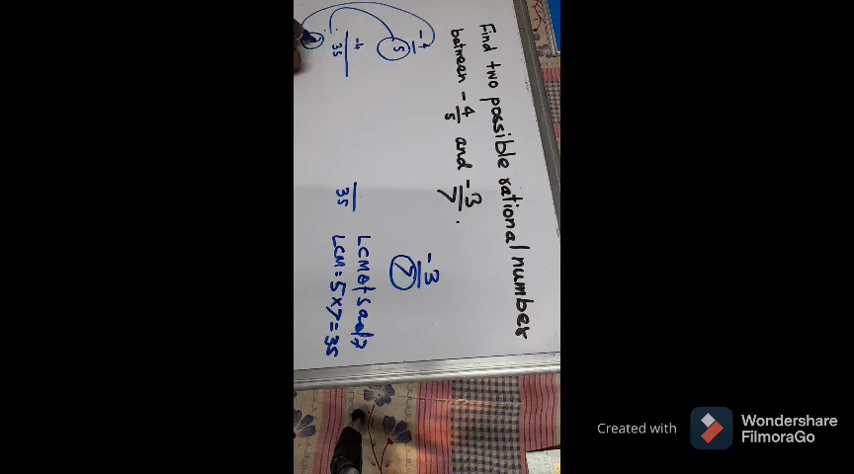 Find two possible rational number
between -4/5 and -3/7.
-4/5
-3/7
-4/35
/35
LCM of 5 and 7
LCM = 5×7 = 35
Created with
Wondershare
FilmoraGo